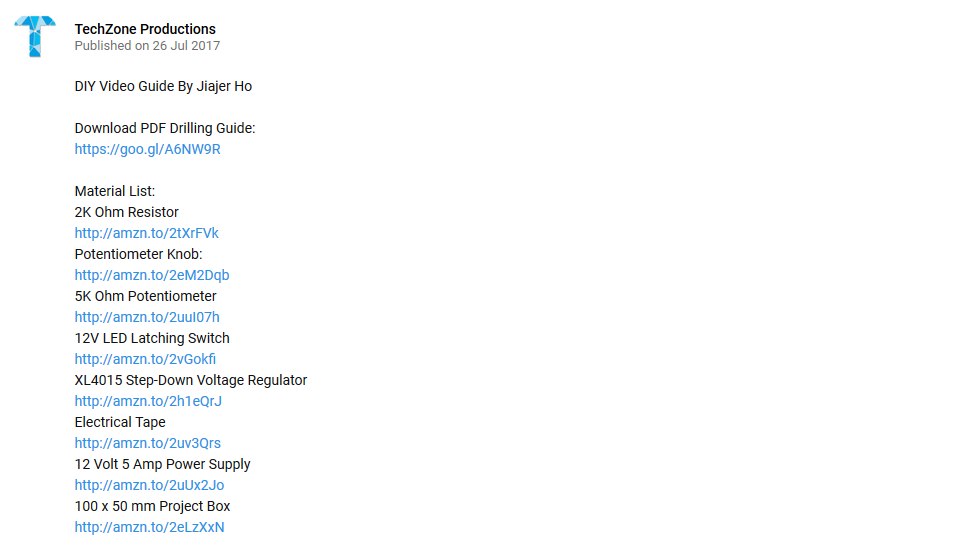 TechZone Productions
Published on 26 Jul 2017
DIY Video Guide By Jiajer Ho
Download PDF Drilling Guide:
https://goo.gl/A6NW9R
Material List:
2K Ohm Resistor
http://amzn.to/2tXrFVk
Potentiometer Knob:
http://amzn.to/2eM2Dqb
5K Ohm Potentiometer
http://amzn.to/2uuI07h
12V LED Latching Switch
http://amzn.to/2vGokfi
XL4015 Step-Down Voltage Regulator
http://amzn.to/2h1eQrJ
Electrical Tape
http://amzn.to/2uv3Qrs
12 Volt 5 Amp Power Supply
http://amzn.to/2uUx2Jo
100 x 50 mm Project Box
http://amzn.to/2eLzXxN